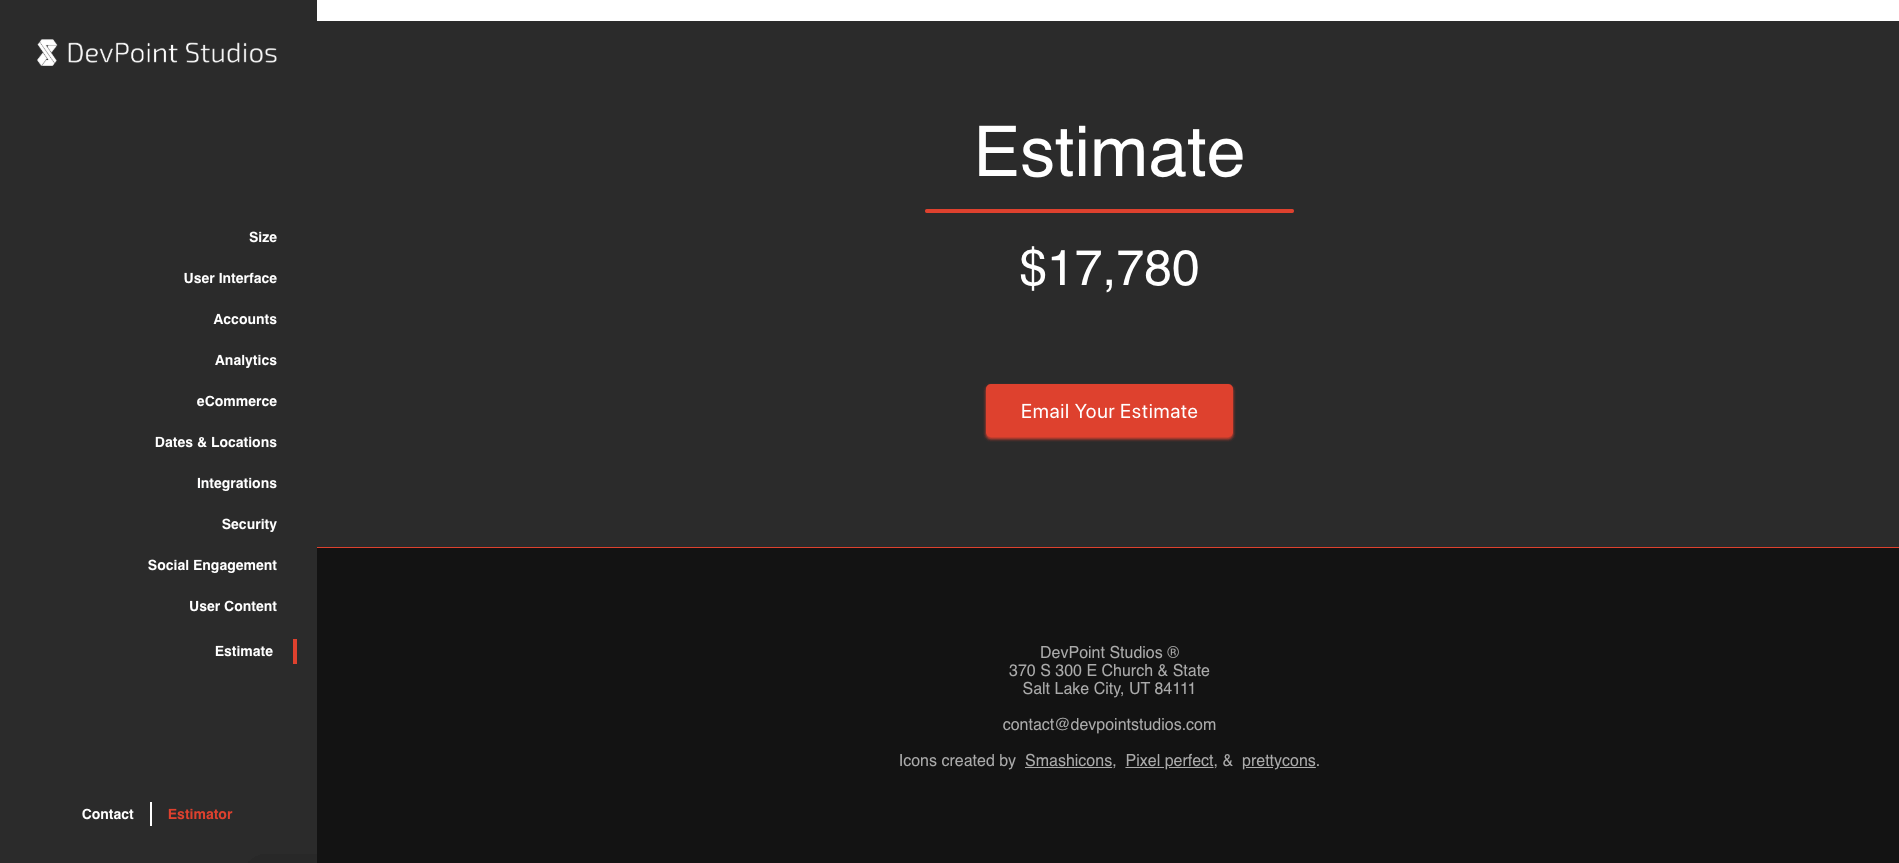 DevPoint Studios
Size
User Interface
Accounts
Analytics
eCommerce
Dates & Locations
Integrations
Security
Social Engagement
User Content
Estimate
Contact
Estimator
Estimate
$17,780
Email Your Estimate
DevPoint Studios ®
370 S 300 E Church & State
Salt Lake City, UT 84111
contact@devpointstudios.com
Icons created by Smashicons, Pixel perfect, & prettycons.